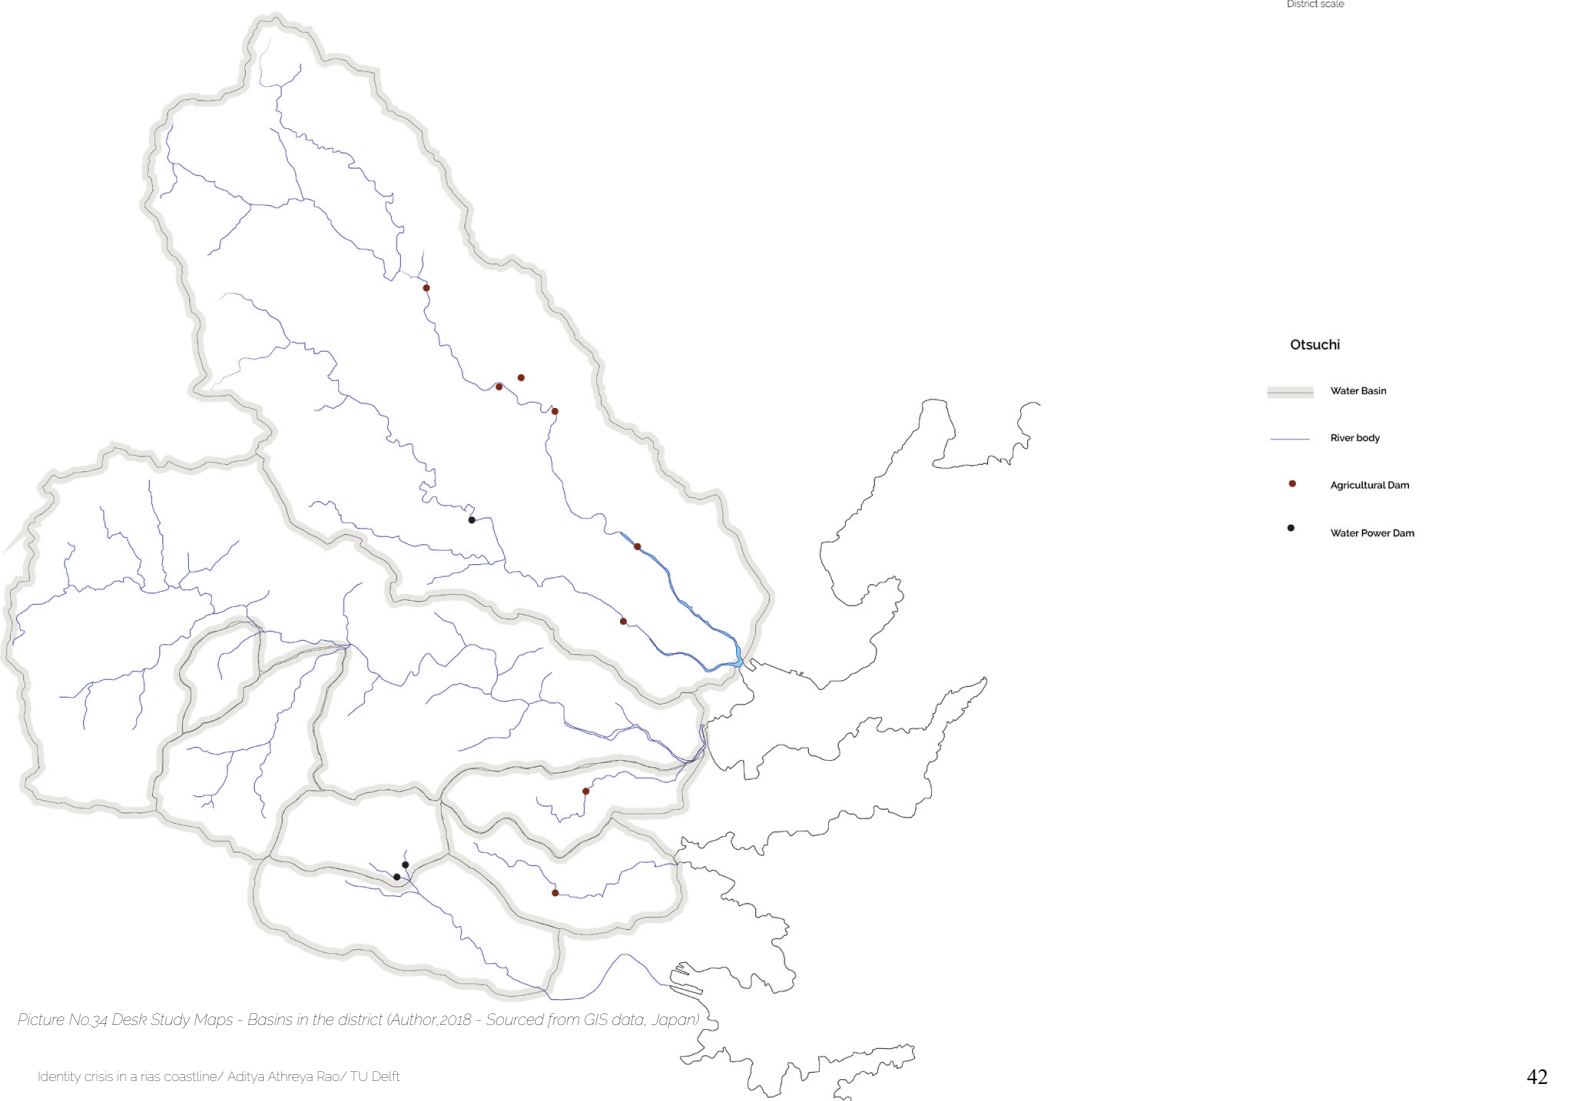 District scale
Otsuchi
Water Basin
River body
Agricultural Dam
Water Power Dam
Picture No.34 Desk Study Maps - Basins in the district (Author,2018 - Sourced from GIS data, Japan)
Identity crisis in a rias coastline/ Aditya Athreya Rao/ TU Delft
42